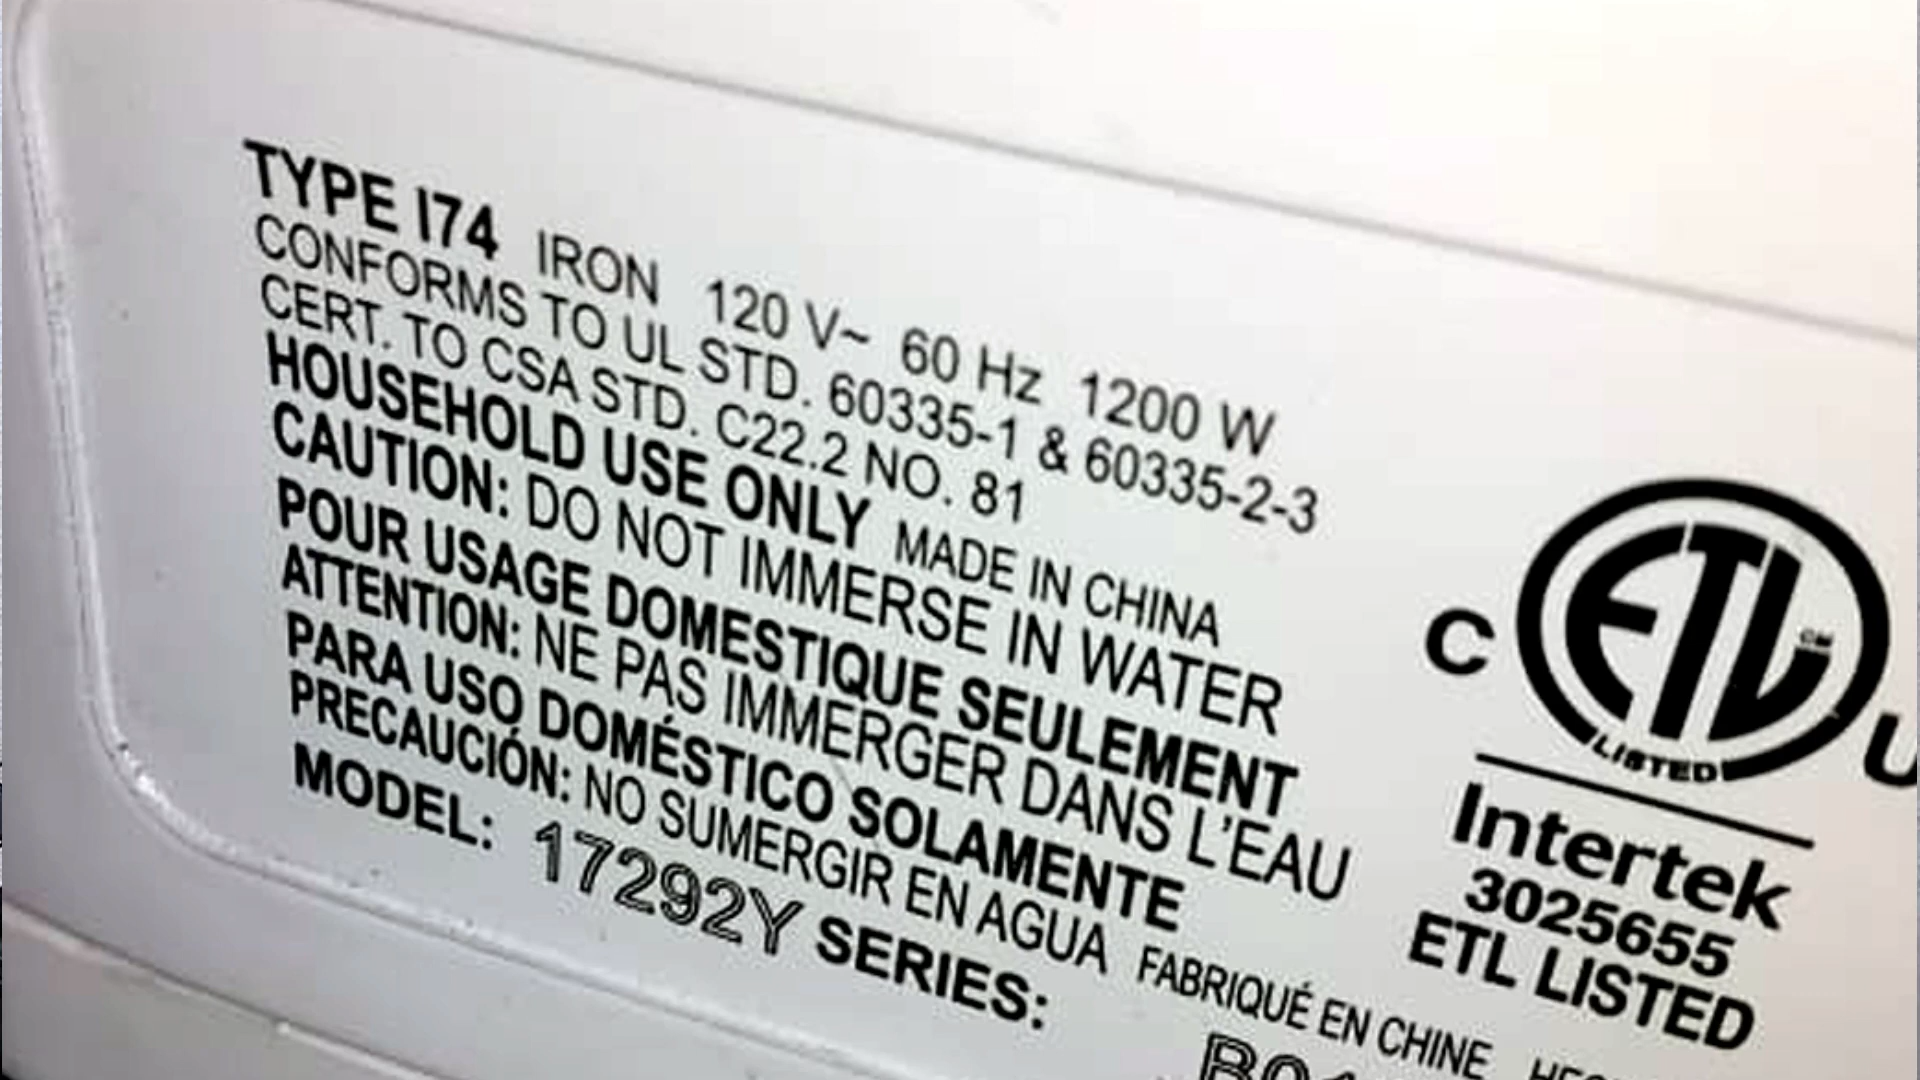 TYPE I74 IRON 120 V~ 60 Hz 1200 W
CONFORMS TO UL STD. 60335-1 & 60335-2-3
CERT. TO CSA STD. C22.2 NO. 81
HOUSEHOLD USE ONLY MADE IN CHINA
CAUTION: DO NOT IMMERSE IN WATER
POUR USAGE DOMESTIQUE SEULEMENT
ATTENTION: NE PAS IMMERGER DANS L'EAU
PARA USO DOMÉSTICO SOLAMENTE
PRECAUCIÓN: NO SUMERGIR EN AGUA FABRIQUÉ EN CHINE
MODEL: 17292Y SERIES:
C ETL CM US
LISTED
Intertek
3025655
ETL LISTED